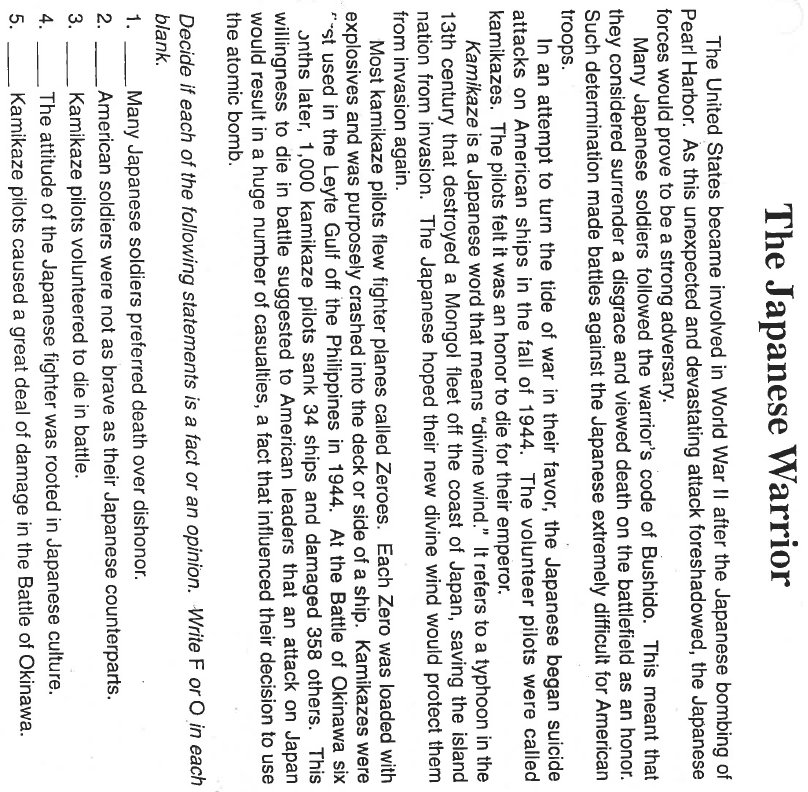 The Japanese Warrior
The United States became involved in World War II after the Japanese bombing of
Pearl Harbor. As this unexpected and devastating attack foreshadowed, the Japanese
forces would prove to be a strong adversary.
Many Japanese soldiers followed the warrior's code of Bushido. This meant that
they considered surrender a disgrace and viewed death on the battlefield as an honor.
Such determination made battles against the Japanese extremely difficult for American
troops.
In an attempt to turn the tide of war in their favor, the Japanese began suicide
attacks on American ships in the fall of 1944. The volunteer pilots were called
kamikazes. The pilots felt it was an honor to die for their emperor.
Kamikaze is a Japanese word that means "divine wind." It refers to a typhoon in the
13th century that destroyed a Mongol fleet off the coast of Japan, saving the island
nation from invasion. The Japanese hoped their new divine wind would protect them
from invasion again.
Most kamikaze pilots flew fighter planes called Zeroes. Each Zero was loaded with
explosives and was purposely crashed into the deck or side of a ship. Kamikazes were
used in the Leyte Gulf off the Philippines in 1944. At the Battle of Okinawa six
later, 1,000 kamikaze pilots sank 34 ships and damaged 358 others. This
willingness to die in battle suggested to American leaders that an attack on Japan
would result in a huge number of casualties, a fact that influenced their decision to use
the atomic bomb.
Decide if each of the following statements is a fact or an opinion. Write F or O in each
blank.
1. ____ Many Japanese soldiers preferred death over dishonor.
2. ____ American soldiers were not as brave as their Japanese counterparts.
3. ____ Kamikaze pilots volunteered to die in battle.
4. ____ The attitude of the Japanese fighter was rooted in Japanese culture.
5. ____ Kamikaze pilots caused a great deal of damage in the Battle of Okinawa.